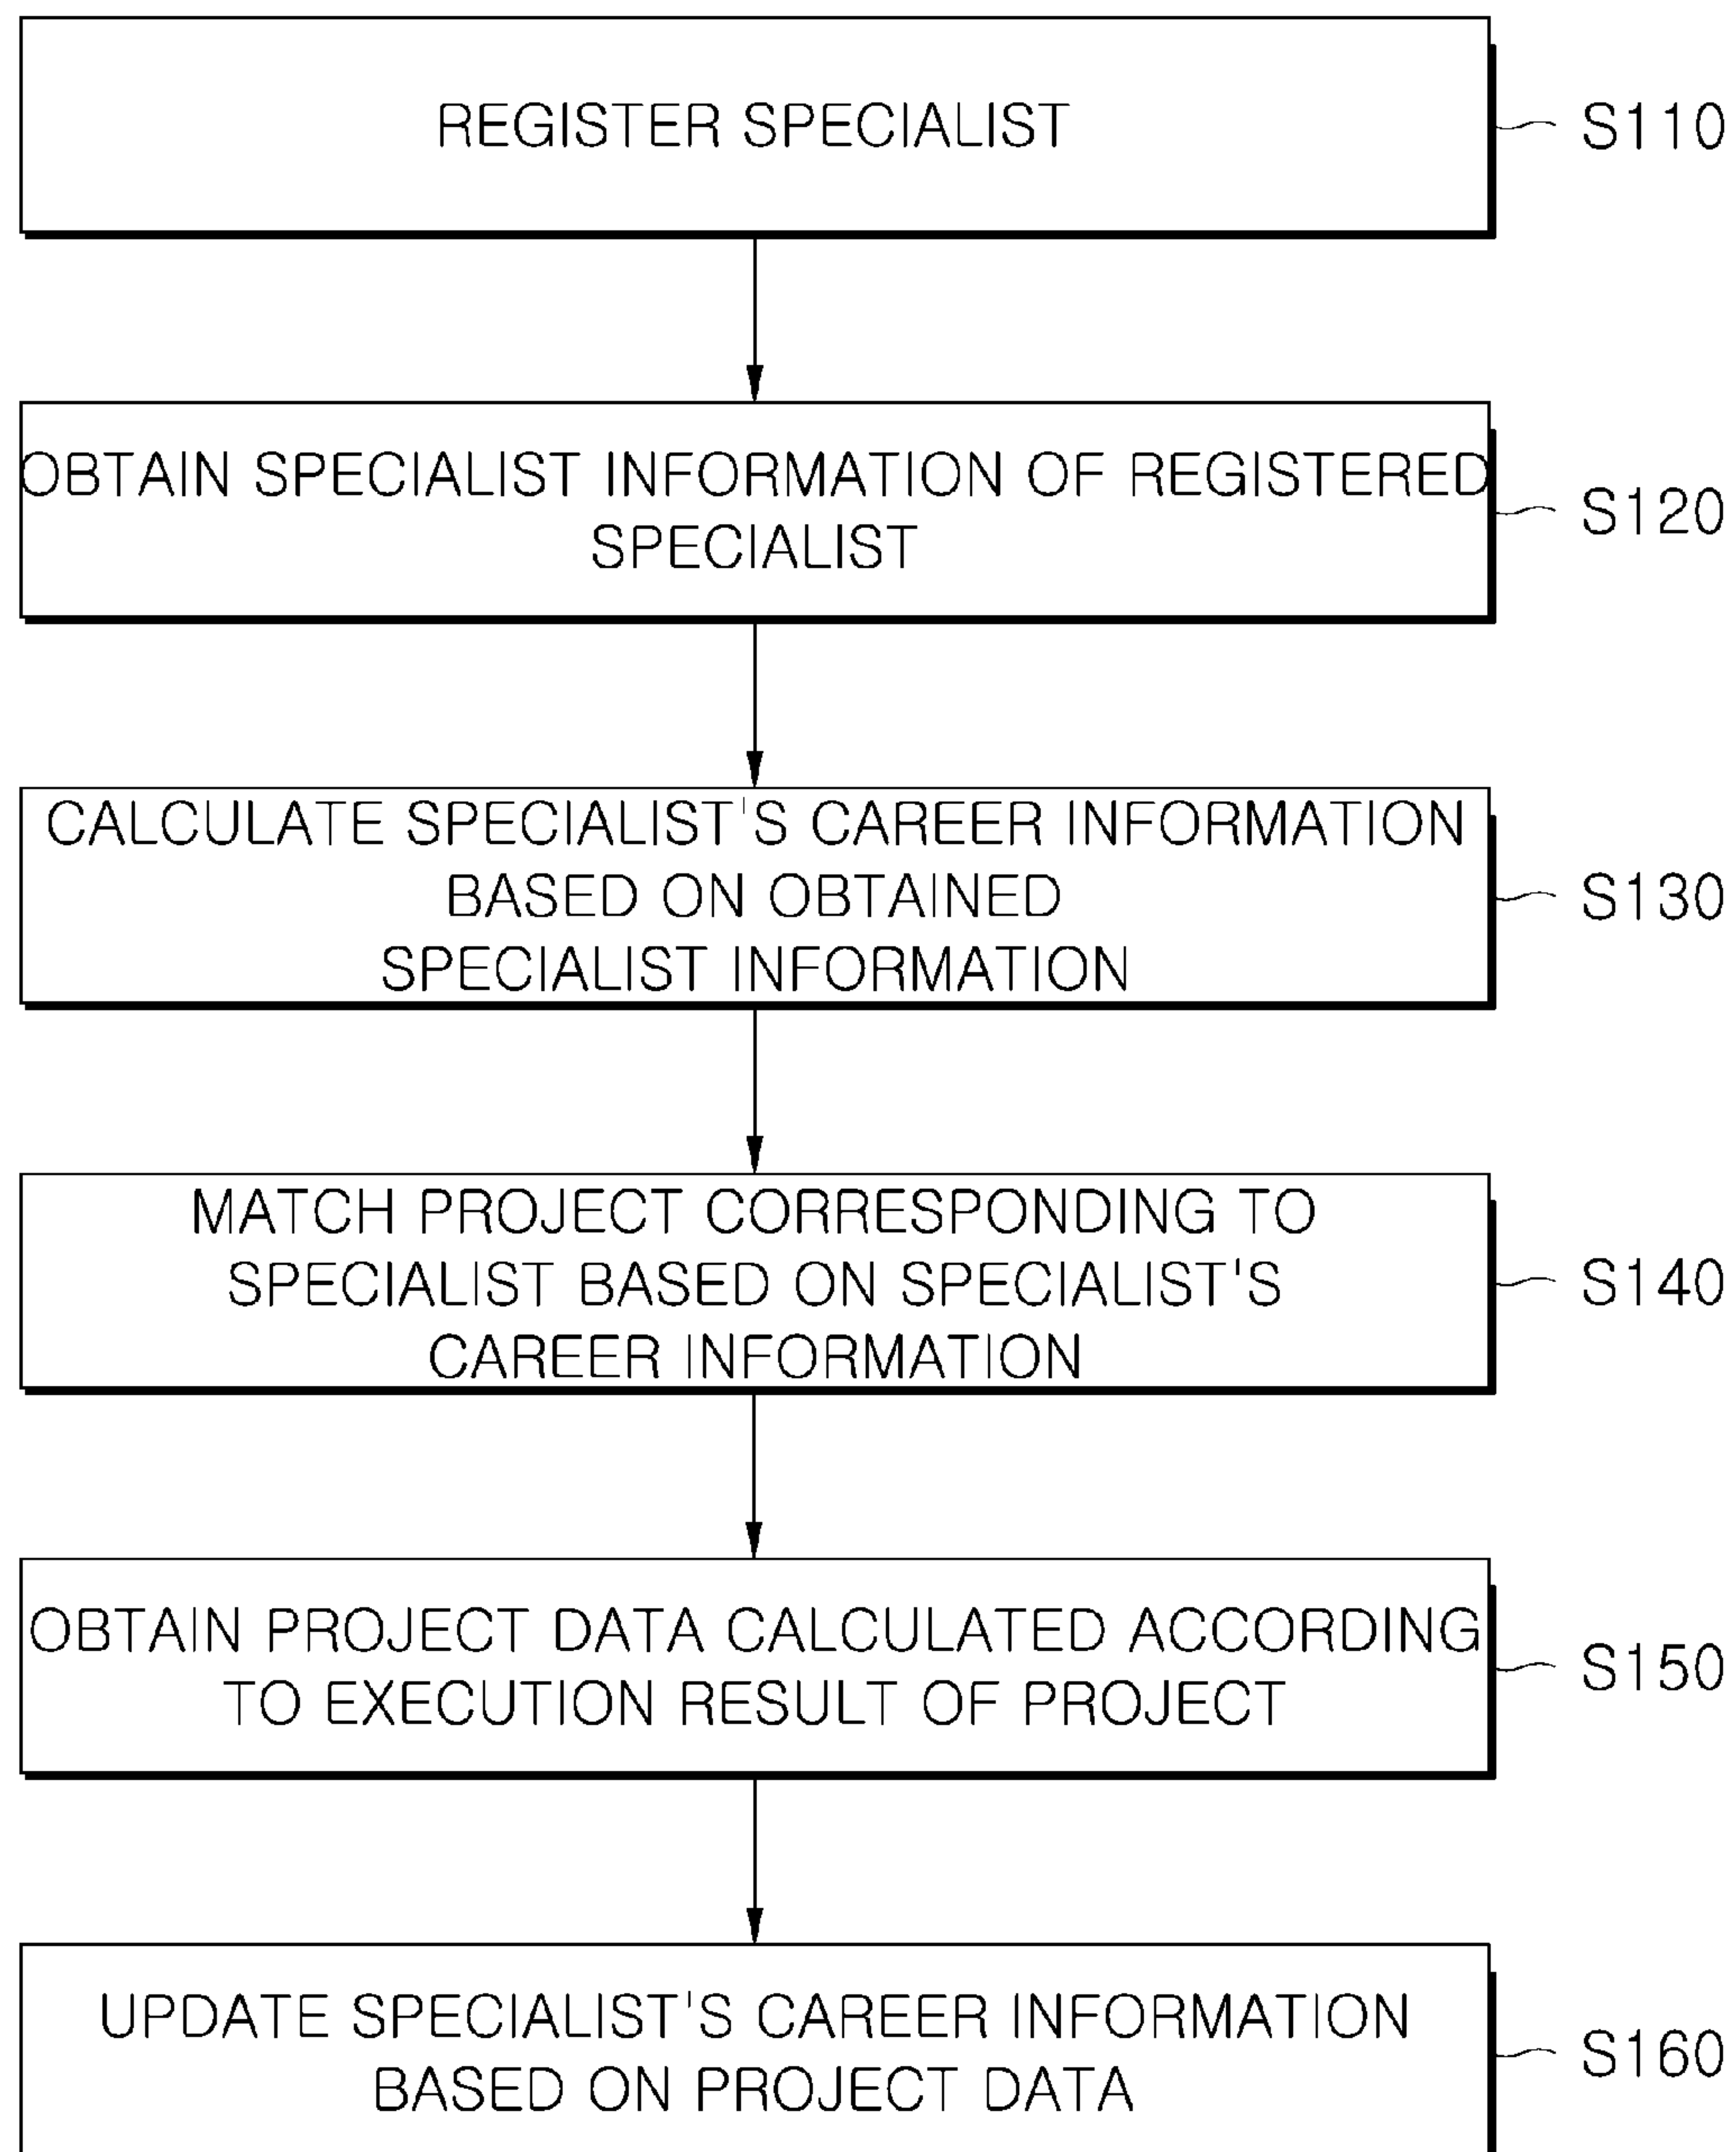 REGISTER SPECIALIST
S110
OBTAIN SPECIALIST INFORMATION OF REGISTERED
SPECIALIST
S120
CALCULATE SPECIALIST'S CAREER INFORMATION
BASED ON OBTAINED
SPECIALIST INFORMATION
S130
MATCH PROJECT CORRESPONDING TO
SPECIALIST BASED ON SPECIALIST'S
CAREER INFORMATION
S140
OBTAIN PROJECT DATA CALCULATED ACCORDING
TO EXECUTION RESULT OF PROJECT
S150
UPDATE SPECIALIST'S CAREER INFORMATION
BASED ON PROJECT DATA
S160